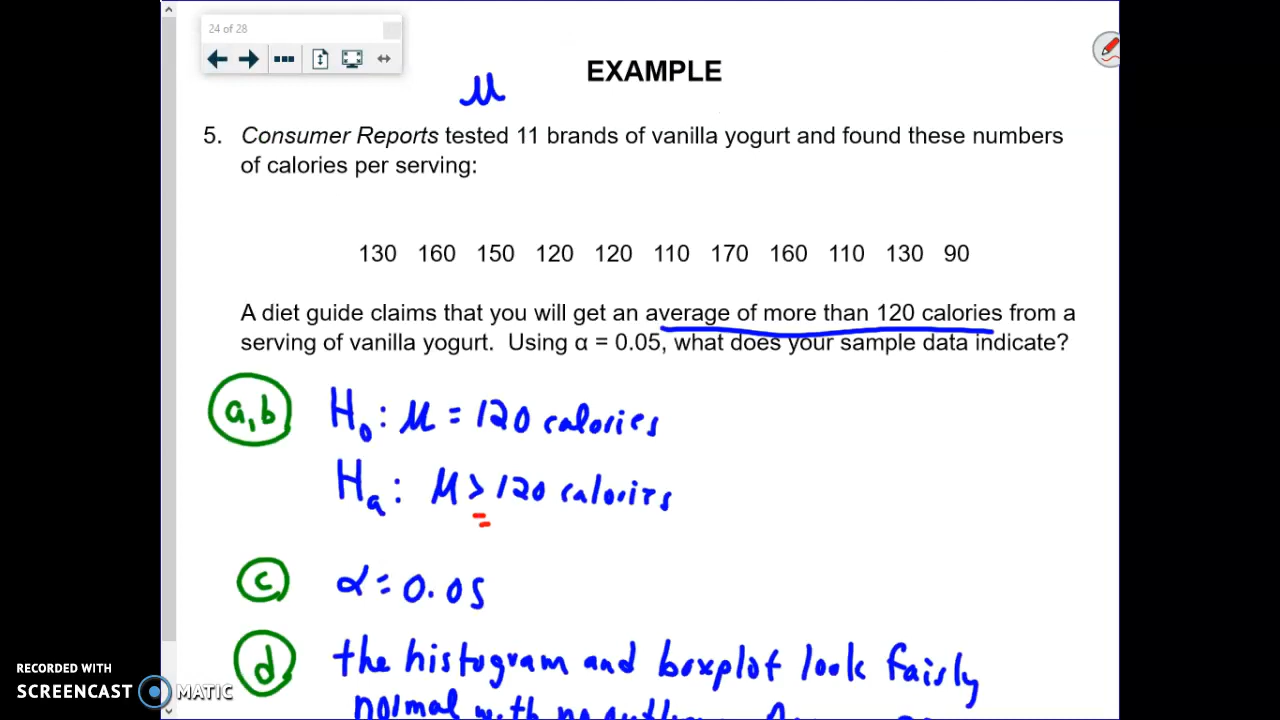 24 of 28
EXAMPLE
μ
5. Consumer Reports tested 11 brands of vanilla yogurt and found these numbers
of calories per serving:
130 160 150 120 120 110 170 160 110 130 90
A diet guide claims that you will get an average of more than 120 calories from a
serving of vanilla yogurt. Using α = 0.05, what does your sample data indicate?
a,b H₀: μ = 120 calories
Hₐ: μ > 120 calories
c α = 0.05
d the histogram and boxplot look fairly
normal with no
RECORDED WITH
SCREENCAST MATIC